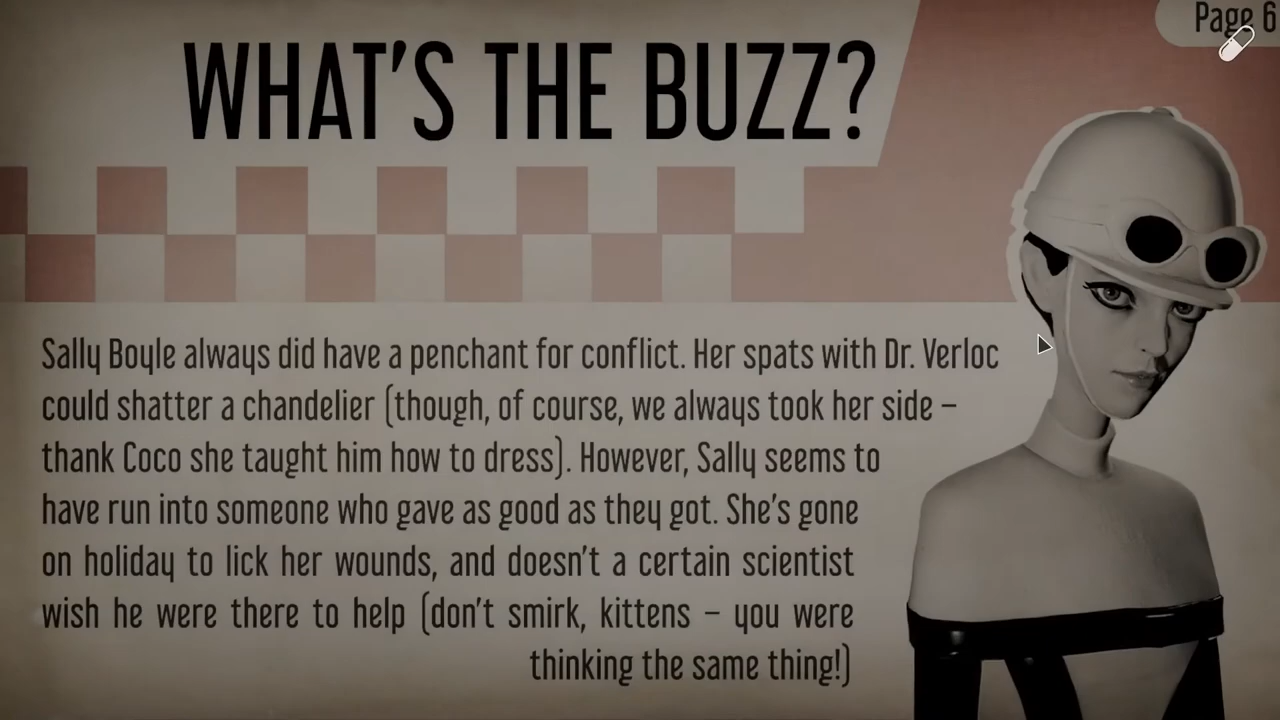 Page 6
WHAT'S THE BUZZ?
Sally Boyle always did have a penchant for conflict. Her spats with Dr. Verloc
could shatter a chandelier (though, of course, we always took her side –
thank Coco she taught him how to dress). However, Sally seems to
have run into someone who gave as good as they got. She's gone
on holiday to lick her wounds, and doesn't a certain scientist
wish he were there to help (don't smirk, kittens – you were
thinking the same thing!)